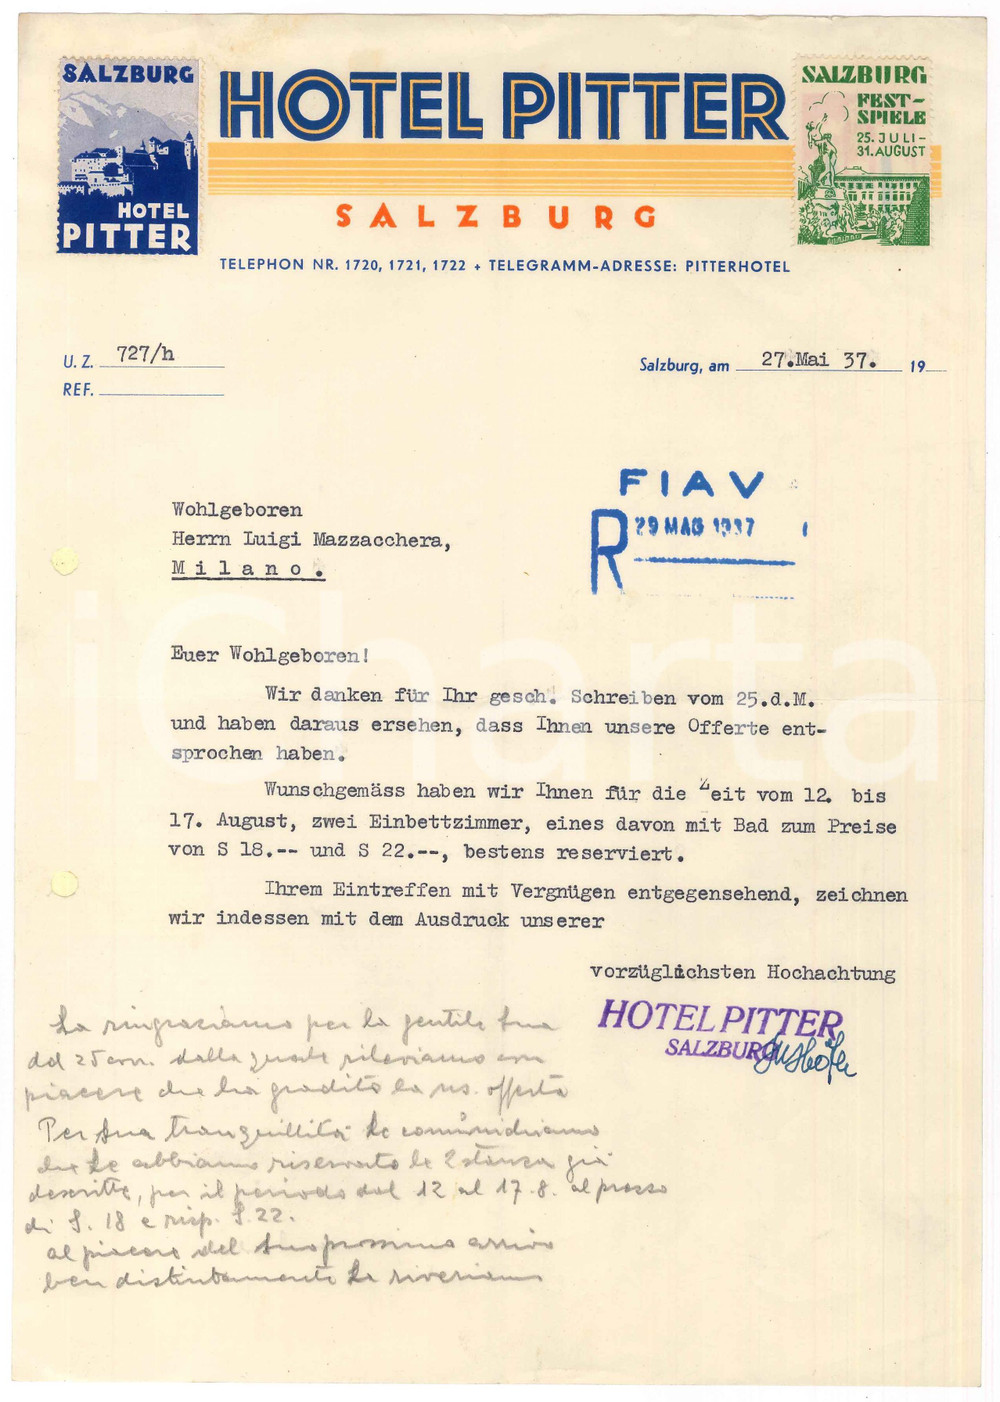 SALZBURG
HOTEL
PITTER
HOTEL PITTER
SALZBURG
TELEPHON NR. 1720, 1721, 1722 + TELEGRAMM-ADRESSE: PITTERHOTEL
SALZBURG
FEST-
SPIELE
25. JULI-
31. AUGUST
U. Z. 727/h
REF.
Salzburg, am 27.Mai 37. 19
FIAV
R 29 MAG 1937
Wohlgeboren
Herrn Luigi Mazzacchera,
M i l a n o .
Euer Wohlgeboren!
Wir danken für Ihr gesch. Schreiben vom 25.d.M.
und haben daraus ersehen, dass Ihnen unsere Offerte ent-
sprochen haben.
Wunschgemäss haben wir Ihnen für die Zeit vom 12. bis
17. August, zwei Einbettzimmer, eines davon mit Bad zum Preise
von S 18.-- und S 22.--, bestens reserviert.
Ihrem Eintreffen mit Vergnügen entgegensehend, zeichnen
wir indessen mit dem Ausdruck unserer
vorzüglichsten Hochachtung
HOTEL PITTER
SALZBURG
La ringraziamo per la gentile Sua
del 25 corr. dalla quale rileviamo con
piacere che ha gradito la ns. offerta
Per Sua tranquillità Le comunichiamo
che Le abbiamo riservato le 2 stanze già
descritte, per il periodo dal 12 al 17.8. al prezzo
di S. 18 e risp. S. 22.
al piacere del Suo prossimo arrivo
ben distintamente La riveriamo
iCharta